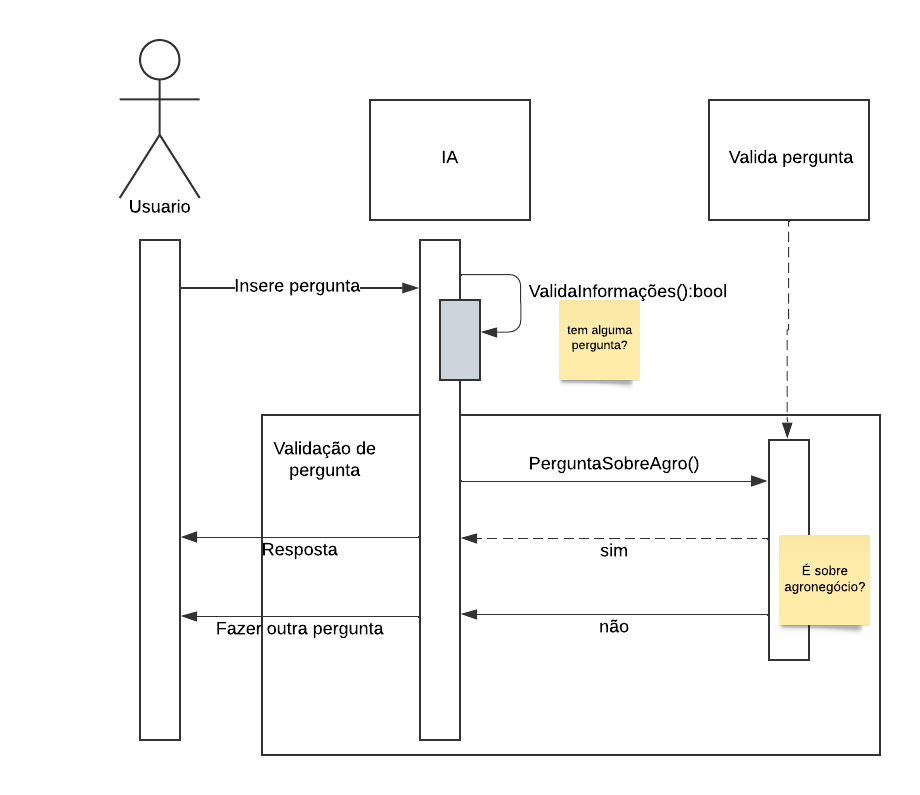 Usuario
IA
Valida pergunta
Insere pergunta
ValidaInformações():bool
tem alguma
pergunta?
Validação de
pergunta
PerguntaSobreAgro()
Resposta
sim
É sobre
agronegócio?
Fazer outra pergunta
não